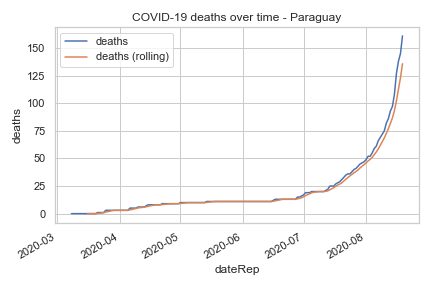 COVID-19 deaths over time - Paraguay
deaths
deaths (rolling)
150
125
100
75
50
25
0
deaths
2020-03
2020-04
2020-05
2020-06
2020-07
2020-08
dateRep